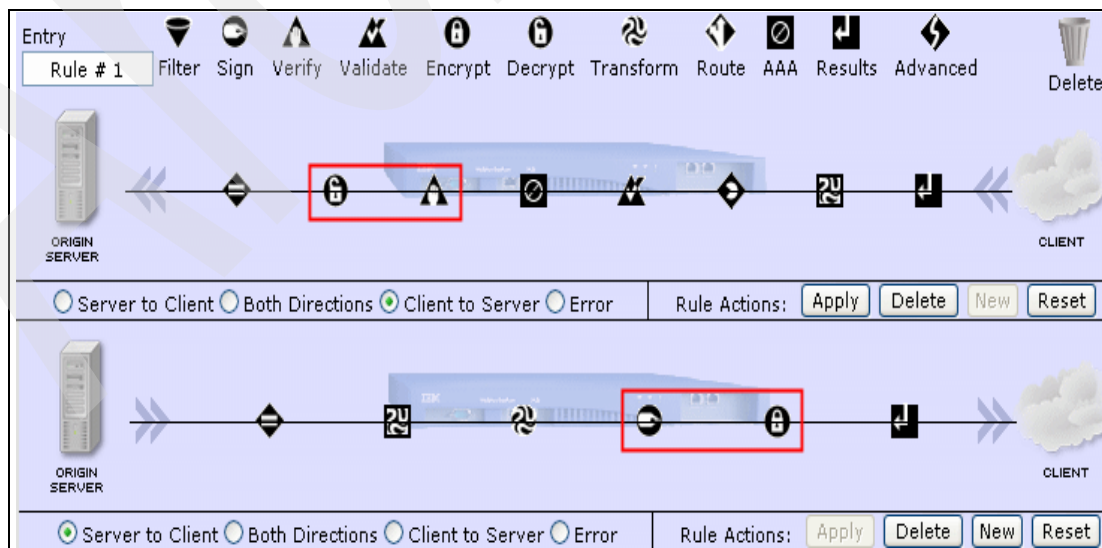 Entry
Rule # 1
Filter Sign Verify Validate Encrypt Decrypt Transform Route AAA Results Advanced
Delete
ORIGIN
SERVER
CLIENT
Server to Client Both Directions Client to Server Error
Rule Actions: Apply Delete New Reset
IBM
ORIGIN
SERVER
CLIENT
Server to Client Both Directions Client to Server Error
Rule Actions: Apply Delete New Reset